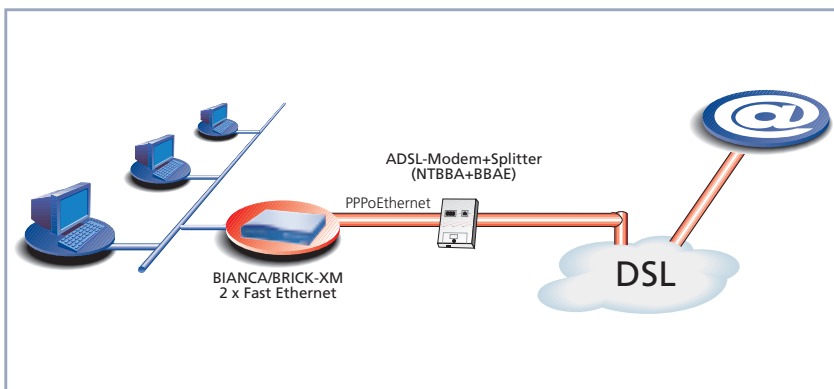 ADSL-Modem+Splitter
(NTBBA+BBAE)
PPPoEthernet
BIANCA/BRICK-XM
2 x Fast Ethernet
DSL
@